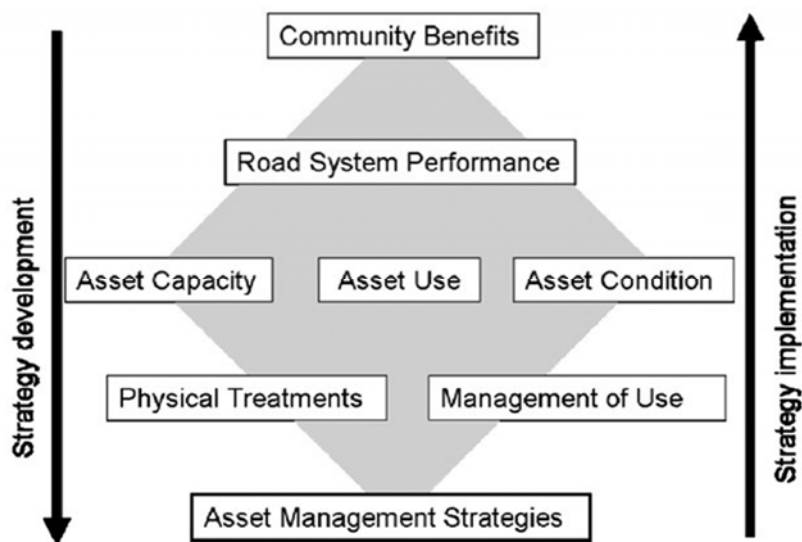 Community Benefits
Road System Performance
Asset Capacity
Asset Use
Asset Condition
Physical Treatments
Management of Use
Asset Management Strategies
Strategy development
Strategy implementation